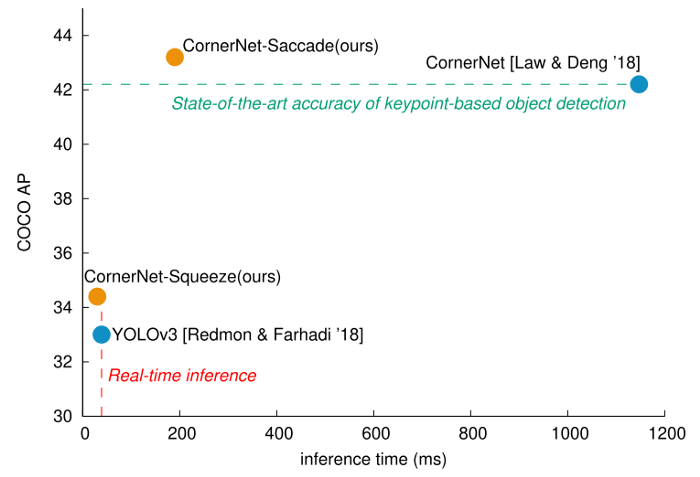 44
CornerNet-Saccade(ours)
CornerNet [Law & Deng ’18]
42
State-of-the-art accuracy of keypoint-based object detection
40
COCO AP
38
36
CornerNet-Squeeze(ours)
34
YOLOv3 [Redmon & Farhadi ’18]
32
Real-time inference
30
0 200 400 600 800 1000 1200
inference time (ms)